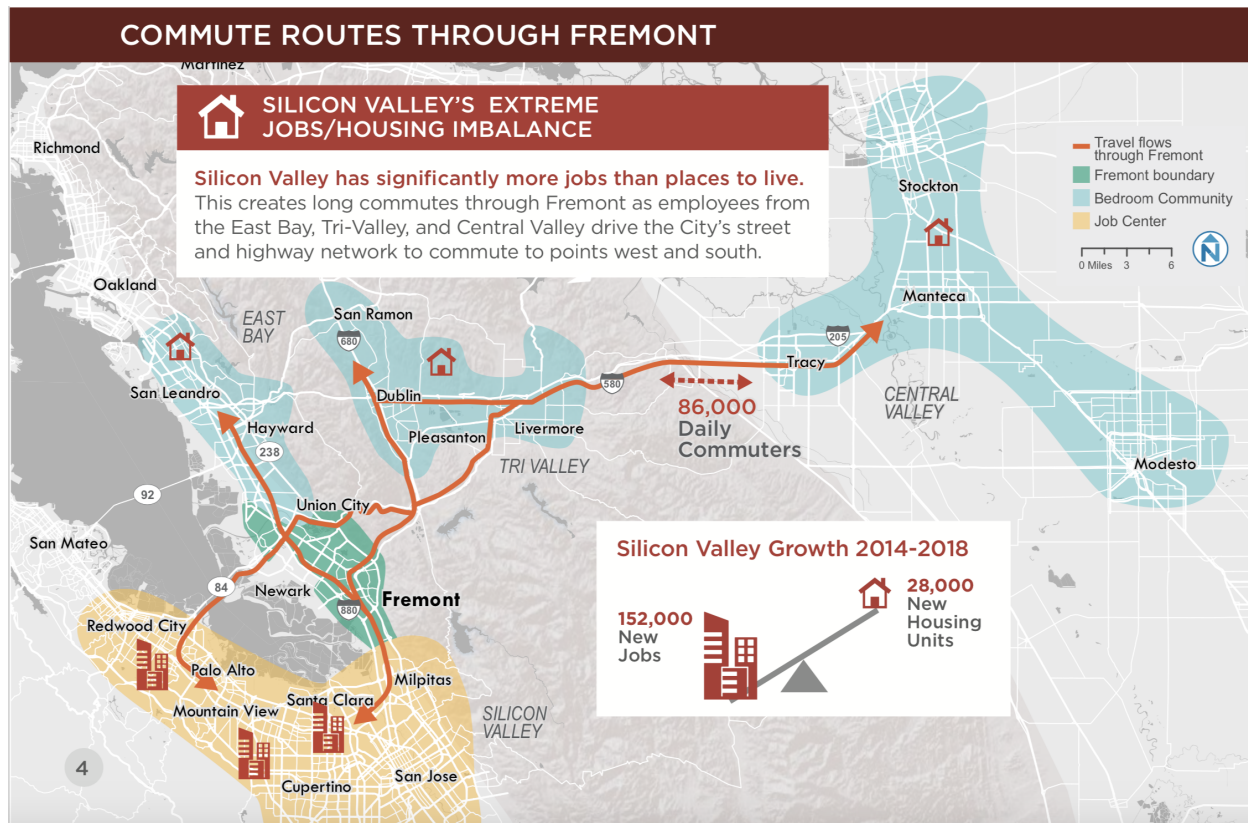 COMMUTE ROUTES THROUGH FREMONT
Martinez
SILICON VALLEY'S EXTREME
JOBS/HOUSING IMBALANCE
Silicon Valley has significantly more jobs than places to live.
This creates long commutes through Fremont as employees from
the East Bay, Tri-Valley, and Central Valley drive the City's street
and highway network to commute to points west and south.
Travel flows
through Fremont
Fremont boundary
Bedroom Community
Job Center
0 Miles 3 6
N
Richmond
Stockton
Oakland
Manteca
EAST
BAY
San Ramon
680
205
Tracy
580
San Leandro
Dublin
CENTRAL
VALLEY
86,000
Daily
Commuters
Hayward
Pleasanton
Livermore
238
TRI VALLEY
Modesto
92
Union City
San Mateo
84
Newark
880
Fremont
Silicon Valley Growth 2014-2018
152,000
New
Jobs
28,000
New
Housing
Units
Redwood City
Palo Alto
Milpitas
Santa Clara
Mountain View
SILICON
VALLEY
San Jose
Cupertino
4